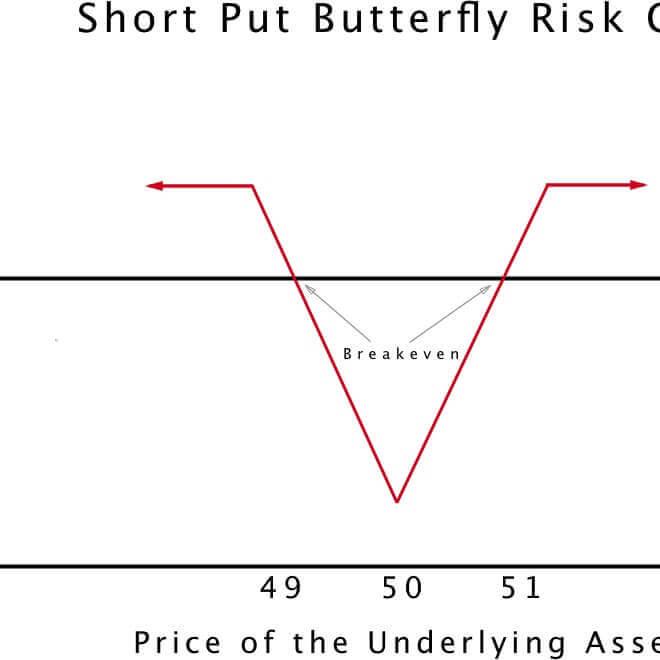 Short Put Butterfly Risk
Breakeven
49 50 51
Price of the Underlying Asse